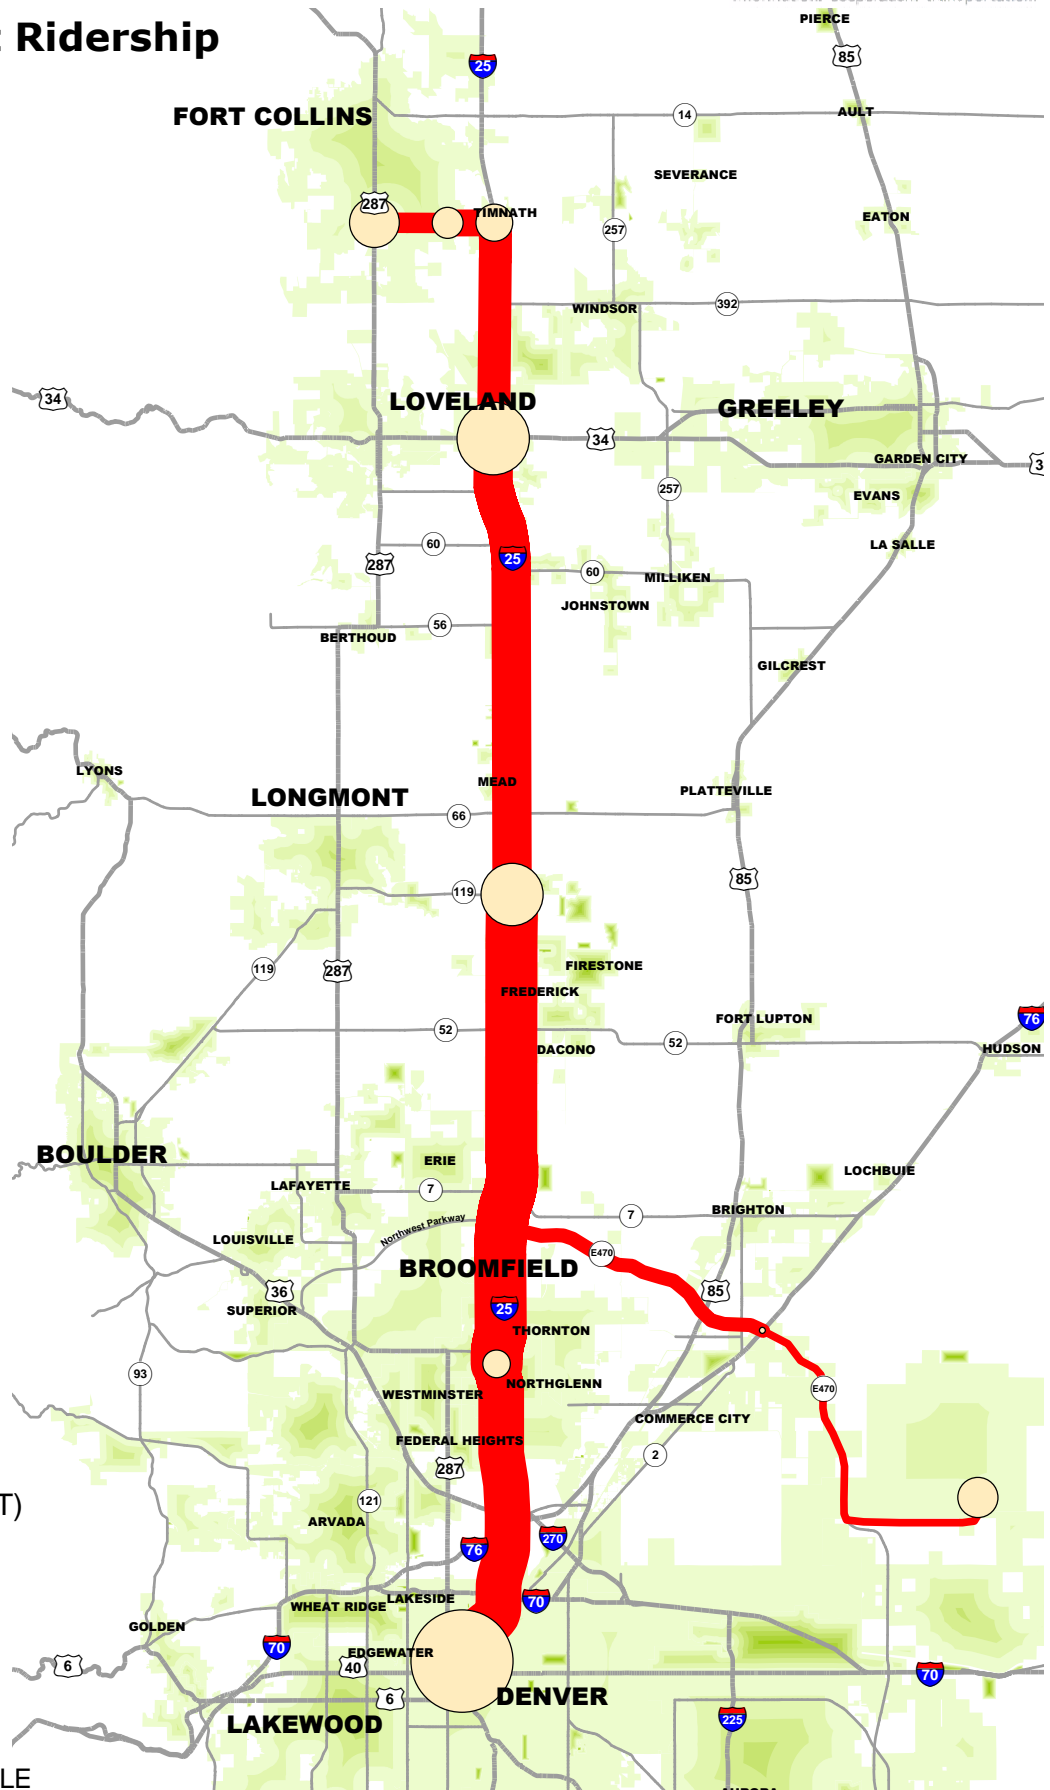 : Ridership
PIERCE
85
25
FORT COLLINS
14
AULT
SEVERANCE
287
TIMNATH
EATON
257
WINDSOR
392
34
LOVELAND
GREELEY
34
GARDEN CITY
3
257
EVANS
60
25
LA SALLE
287
60
MILLIKEN
JOHNSTOWN
56
BERTHOUD
GILCREST
LYONS
MEAD
PLATTEVILLE
LONGMONT
66
85
119
FIRESTONE
119
287
FREDERICK
FORT LUPTON
76
52
52
DACONO
HUDSON
BOULDER
ERIE
LOCHBUIE
LAFAYETTE
7
BRIGHTON
7
Northwest Parkway
LOUISVILLE
E470
BROOMFIELD
36
85
SUPERIOR
25
THORNTON
93
NORTHGLENN
E470
WESTMINSTER
COMMERCE CITY
FEDERAL HEIGHTS
2
287
T)
121
ARVADA
270
76
LAKESIDE
70
WHEAT RIDGE
GOLDEN
70
EDGEWATER
6
40
70
6
DENVER
LAKEWOOD
225
LE